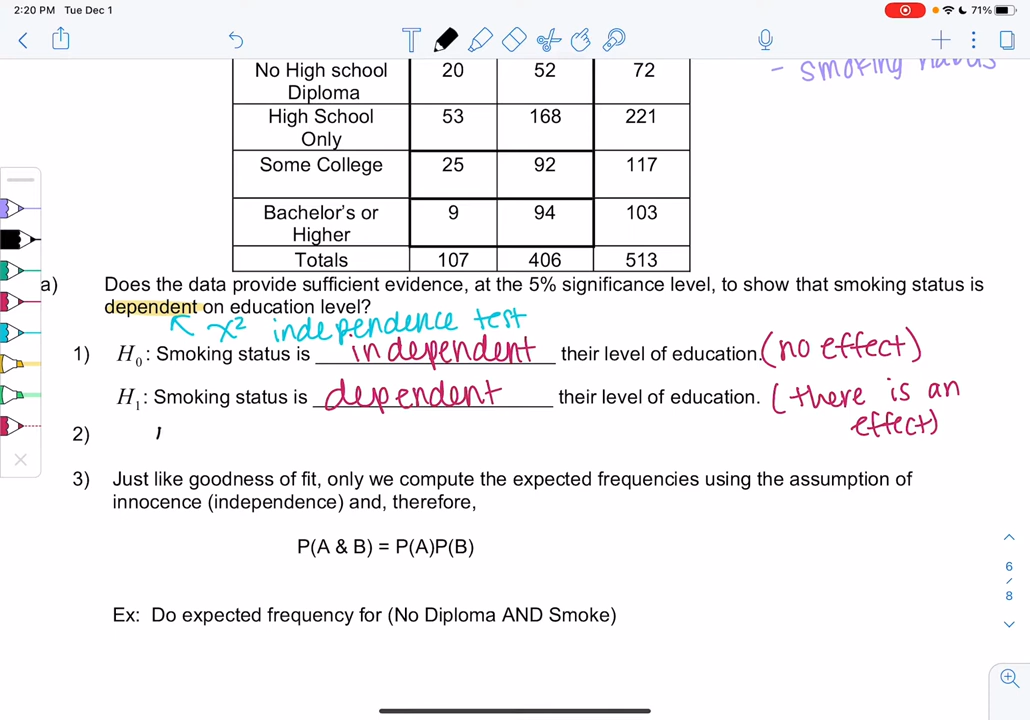 2:20 PM Tue Dec 1
71%
No High school Diploma 20 52 72
- smoking habits
High School Only 53 168 221
Some College 25 92 117
Bachelor's or Higher 9 94 103
Totals 107 406 513
a) Does the data provide sufficient evidence, at the 5% significance level, to show that smoking status is
dependent on education level?
x² independence test
1) H₀: Smoking status is independent their level of education. (no effect)
H₁: Smoking status is dependent their level of education. (there is an
effect)
2)
3) Just like goodness of fit, only we compute the expected frequencies using the assumption of
innocence (independence) and, therefore,
P(A & B) = P(A)P(B)
6
/
8
Ex: Do expected frequency for (No Diploma AND Smoke)